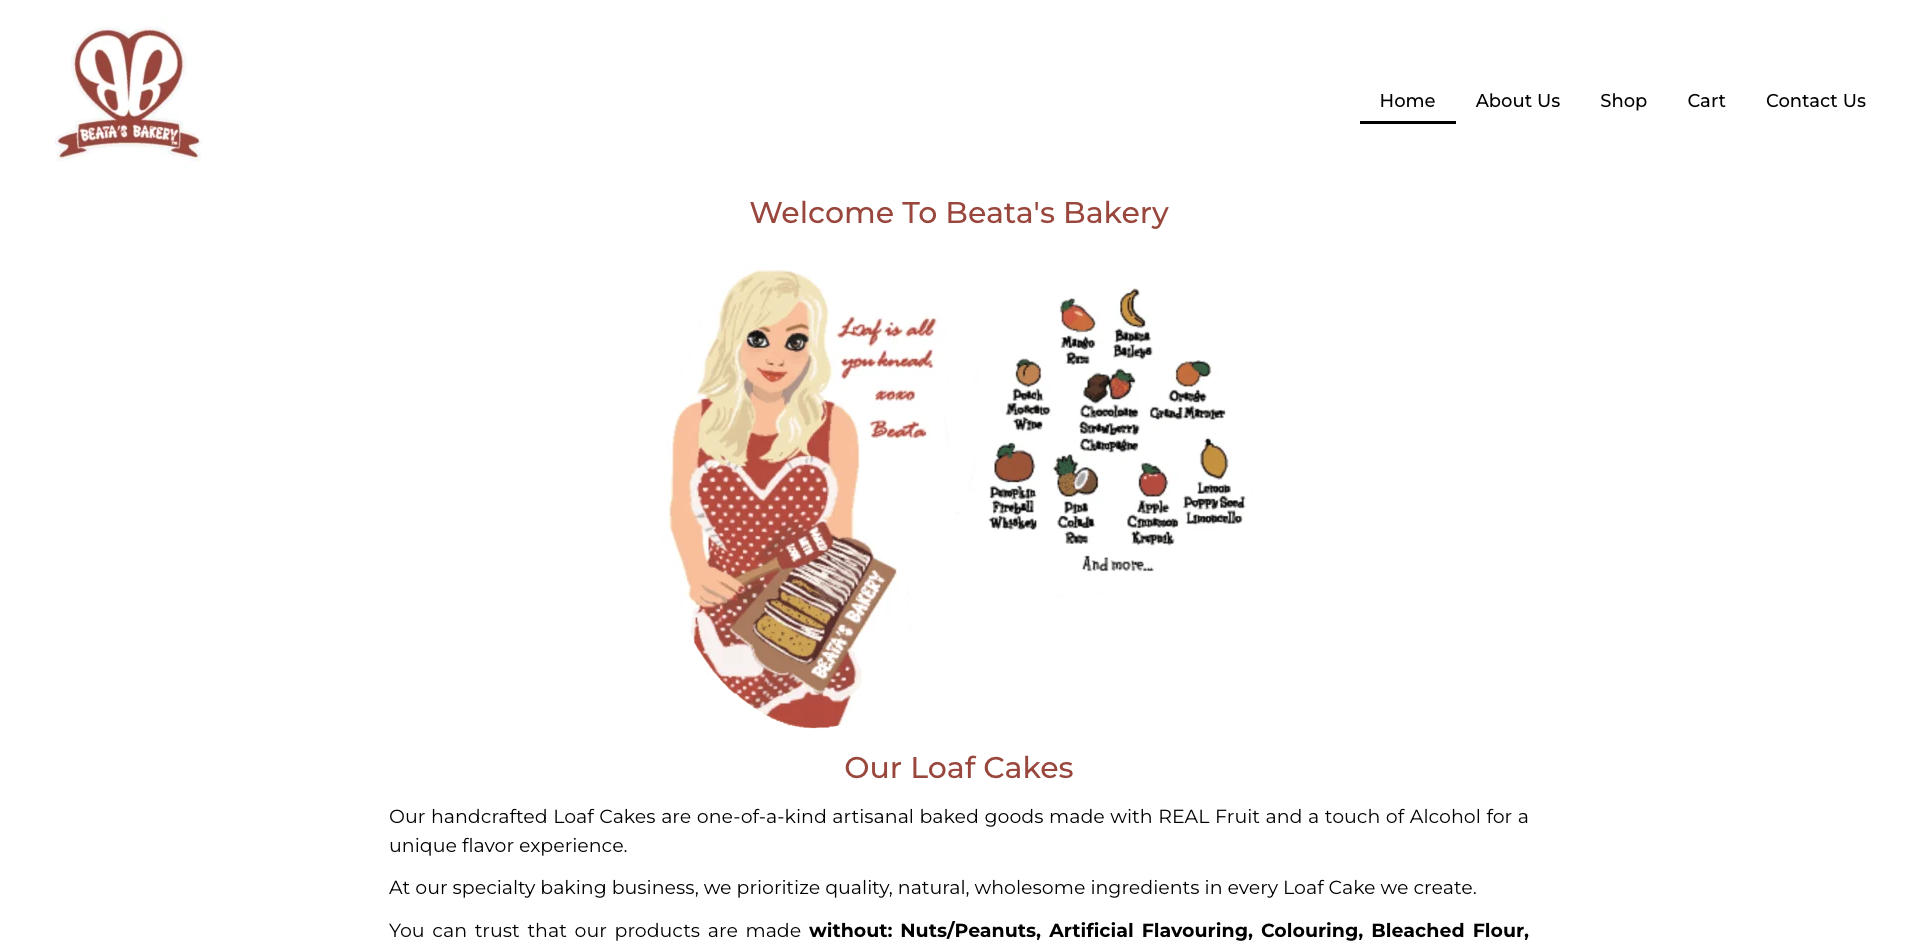 BEATA'S BAKERY
Home
About Us
Shop
Cart
Contact Us
Welcome To Beata's Bakery
Loaf is all
you knead.
xoxo
Beata
BEATA'S BAKERY
Mango
Rum
Banana
Baileys
Peach
Moscato
Wine
Chocolate
Strawberry
Champagne
Orange
Grand Marnier
Pumpkin
Fireball
Whiskey
Pina
Colada
Rum
Apple
Cinnamon
Krupnik
Lemon
Poppy Seed
Limoncello
And more...
Our Loaf Cakes
Our handcrafted Loaf Cakes are one-of-a-kind artisanal baked goods made with REAL Fruit and a touch of Alcohol for a
unique flavor experience.
At our specialty baking business, we prioritize quality, natural, wholesome ingredients in every Loaf Cake we create.
You can trust that our products are made without: Nuts/Peanuts, Artificial Flavouring, Colouring, Bleached Flour,